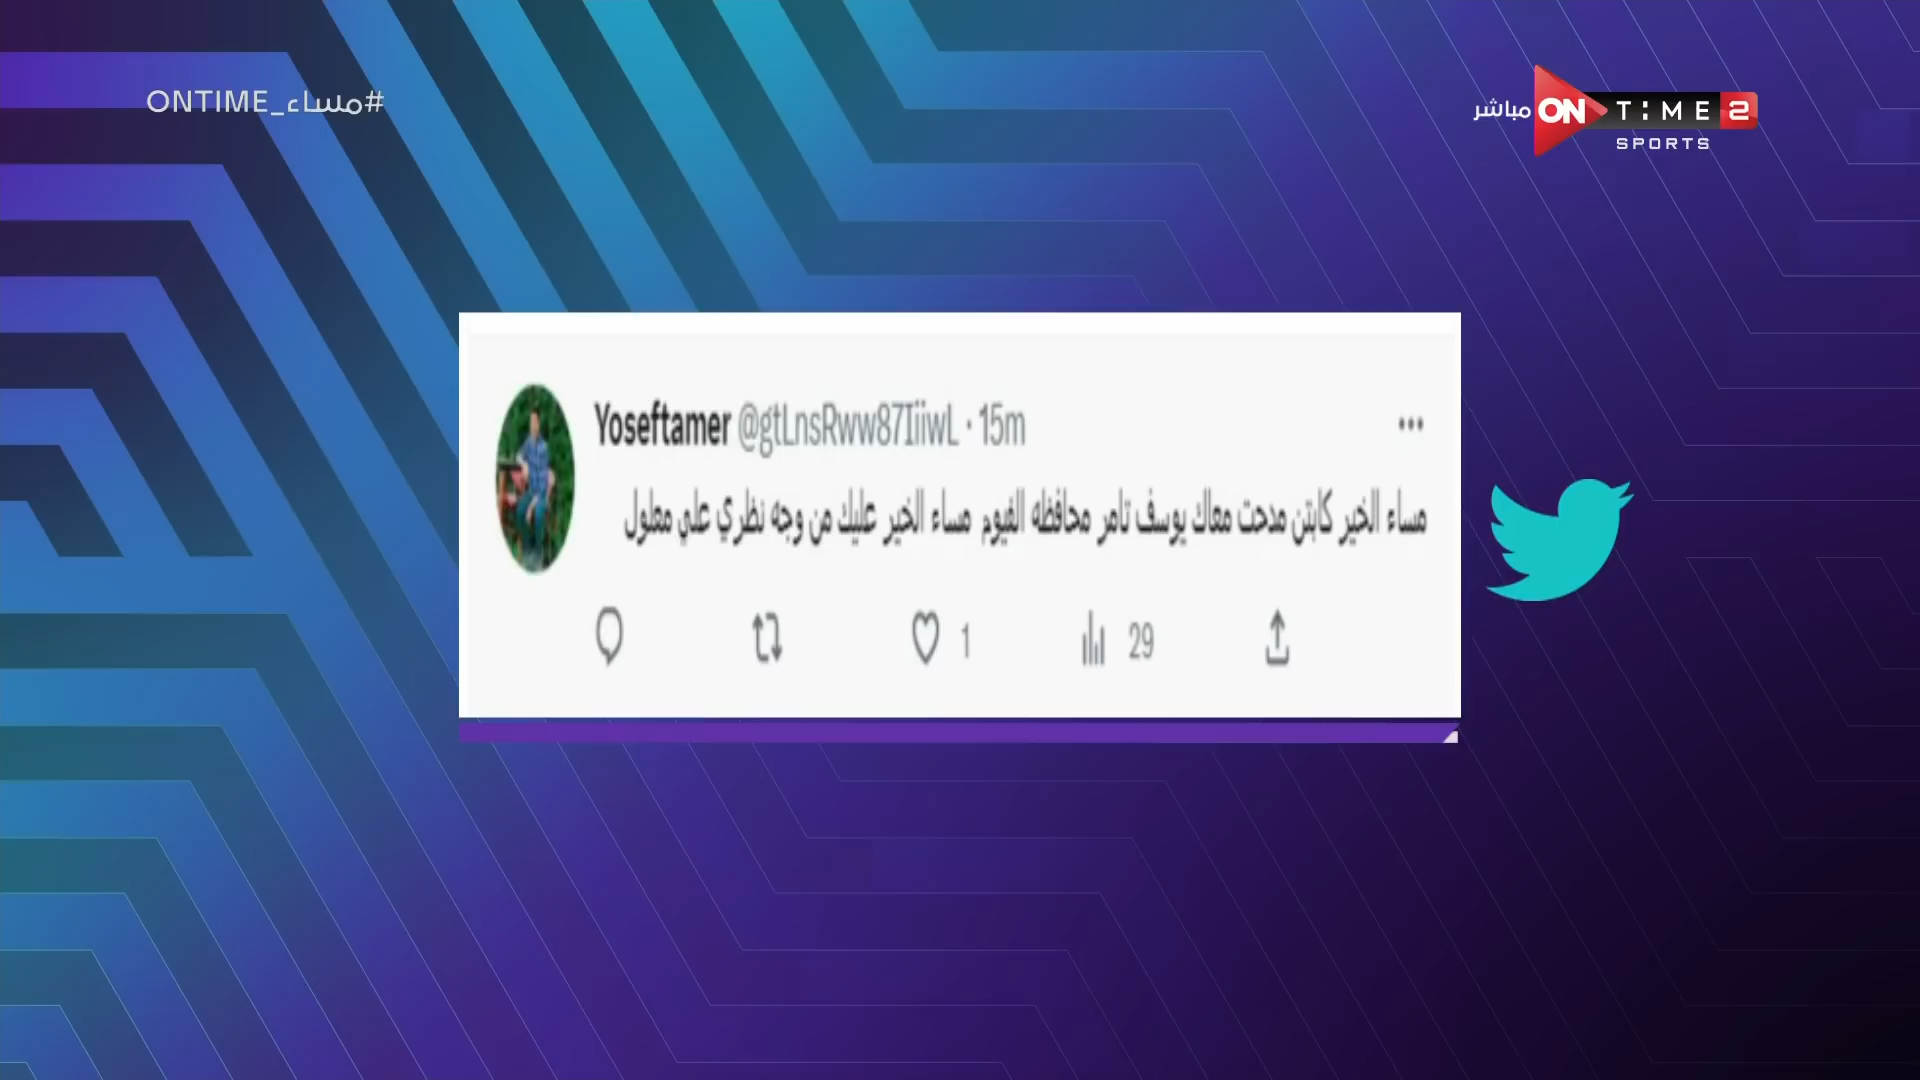 #مساء_ONTIME
مباشر ON TIME 2
SPORTS
Yoseftamer @gtLnsRww87IiiwL · 15m
مساء الخير كابتن مدحت معاك يوسف تامر محافظه الفيوم مساء الخير عليك من وجه نظري علي معلول
1 29